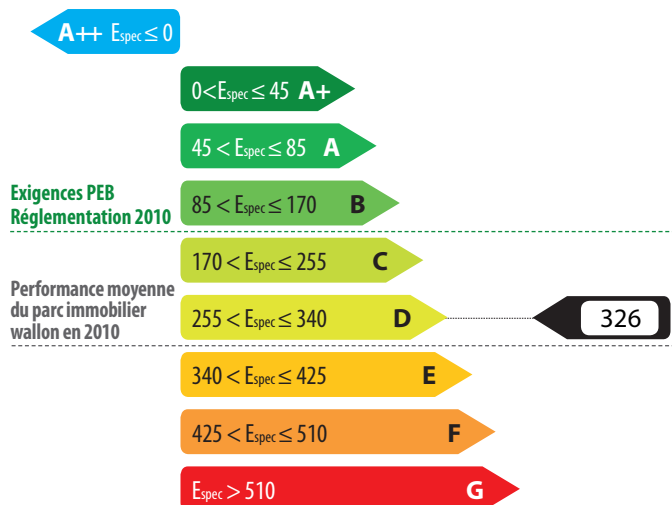 A++ Espec ≤ 0
0<Espec ≤ 45 A+
45 < Espec ≤ 85 A
Exigences PEB
Réglementation 2010
85 < Espec ≤ 170 B
170 < Espec ≤ 255 C
Performance moyenne
du parc immobilier
wallon en 2010
255 < Espec ≤ 340 D
326
340 < Espec ≤ 425 E
425 < Espec ≤ 510 F
Espec > 510 G